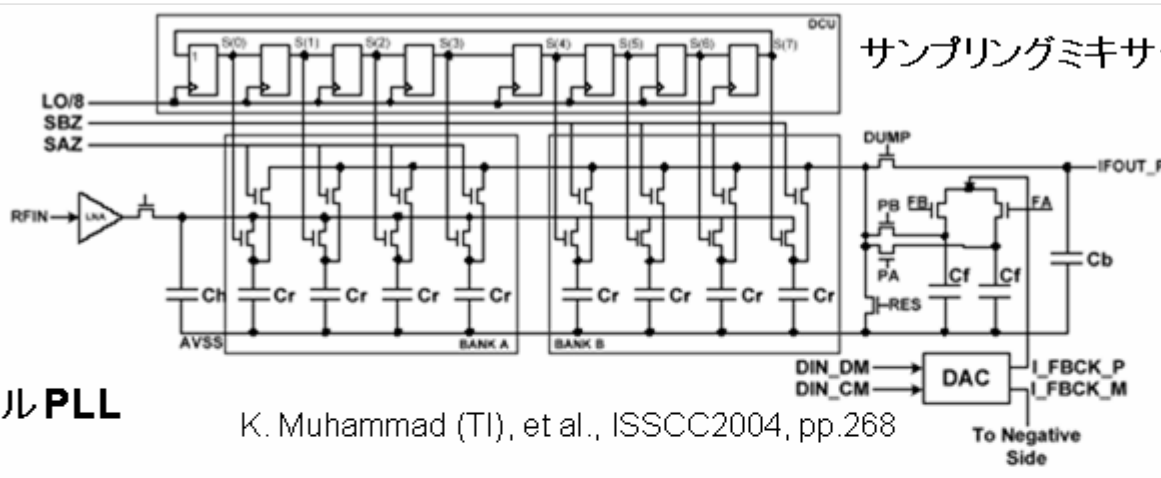 DCU
S(0) S(1) S(2) S(3) S(4) S(5) S(6) S(7)
1
サンプリングミキサ
LO/8
SBZ
SAZ
DUMP
IFOUT_P
RFIN
LNA
PB FB FA
PA
Ch Cr Cr Cr Cr Cr Cr Cr Cr
Cf Cf
Cb
RES
AVSS
BANK A
BANK B
DIN_DM
DIN_CM
DAC
I_FBCK_P
I_FBCK_M
To Negative
Side
ル PLL
K. Muhammad (TI), et al., ISSCC2004, pp.268